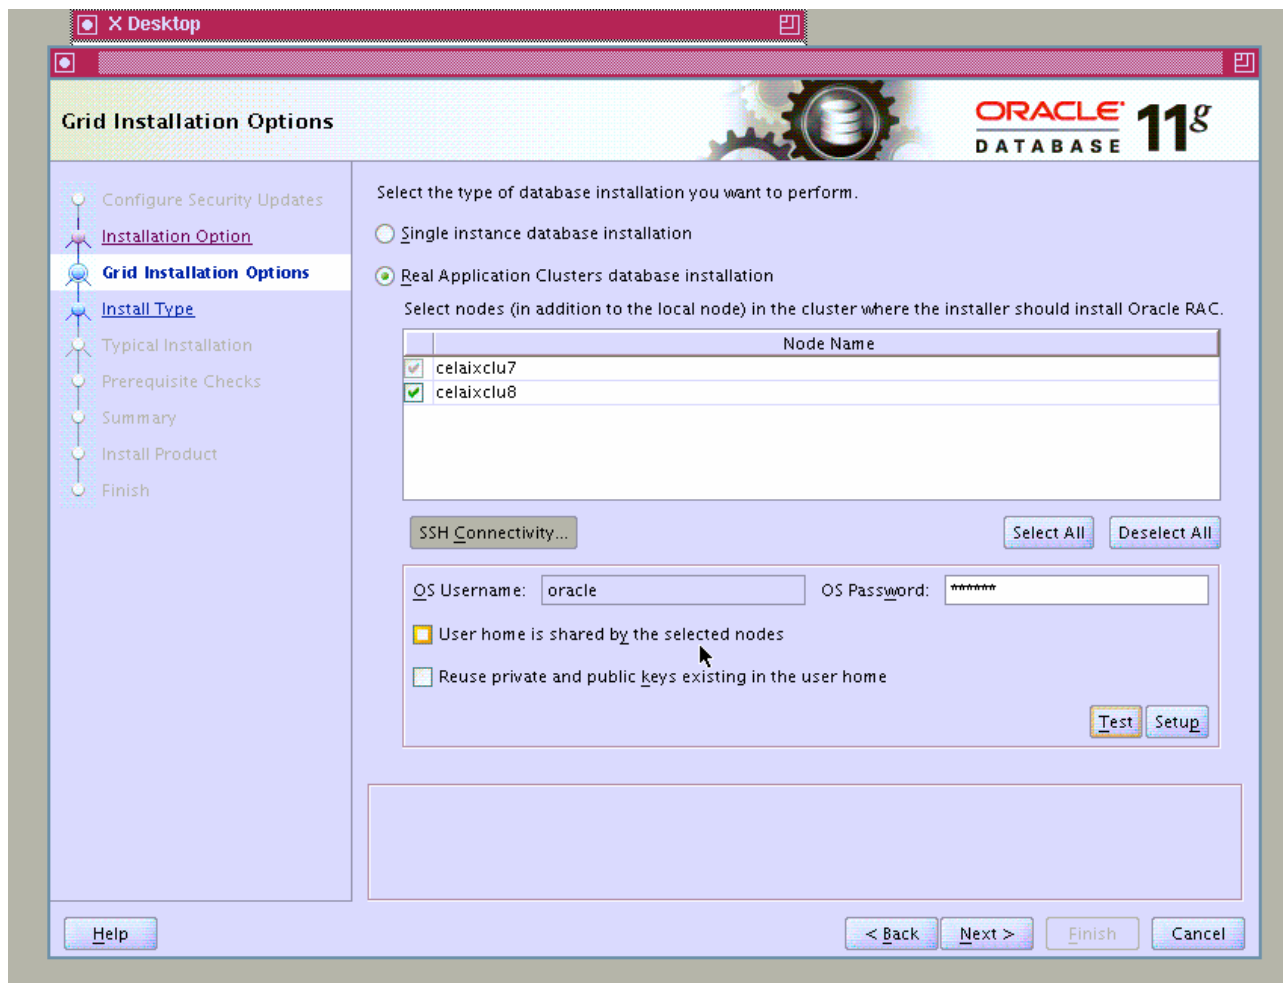 X Desktop
Grid Installation Options
ORACLE
DATABASE
11g
Configure Security Updates
Installation Option
Grid Installation Options
Install Type
Typical Installation
Prerequisite Checks
Summary
Install Product
Finish
Select the type of database installation you want to perform.
Single instance database installation
Real Application Clusters database installation
Select nodes (in addition to the local node) in the cluster where the installer should install Oracle RAC.
Node Name
celaixclu7
celaixclu8
SSH Connectivity... Select All Deselect All
OS Username: oracle OS Password: ******
User home is shared by the selected nodes
Reuse private and public keys existing in the user home
Test Setup
Help < Back Next > Finish Cancel